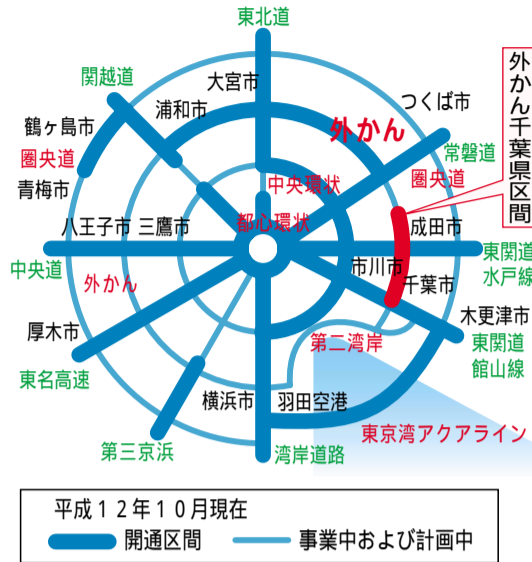 東北道
関越道
大宮市
浦和市
つくば市
外かん
鶴ヶ島市
圏央道
青梅市
常磐道
圏央道
外かん千葉県区間
中央環状
都心環状
八王子市
三鷹市
成田市
中央道
市川市
東関道
水戸線
外かん
千葉市
木更津市
厚木市
第二湾岸
東関道
館山線
東名高速
横浜市
羽田空港
東京湾アクアライン
第三京浜
湾岸道路
平成12年10月現在
開通区間
事業中および計画中